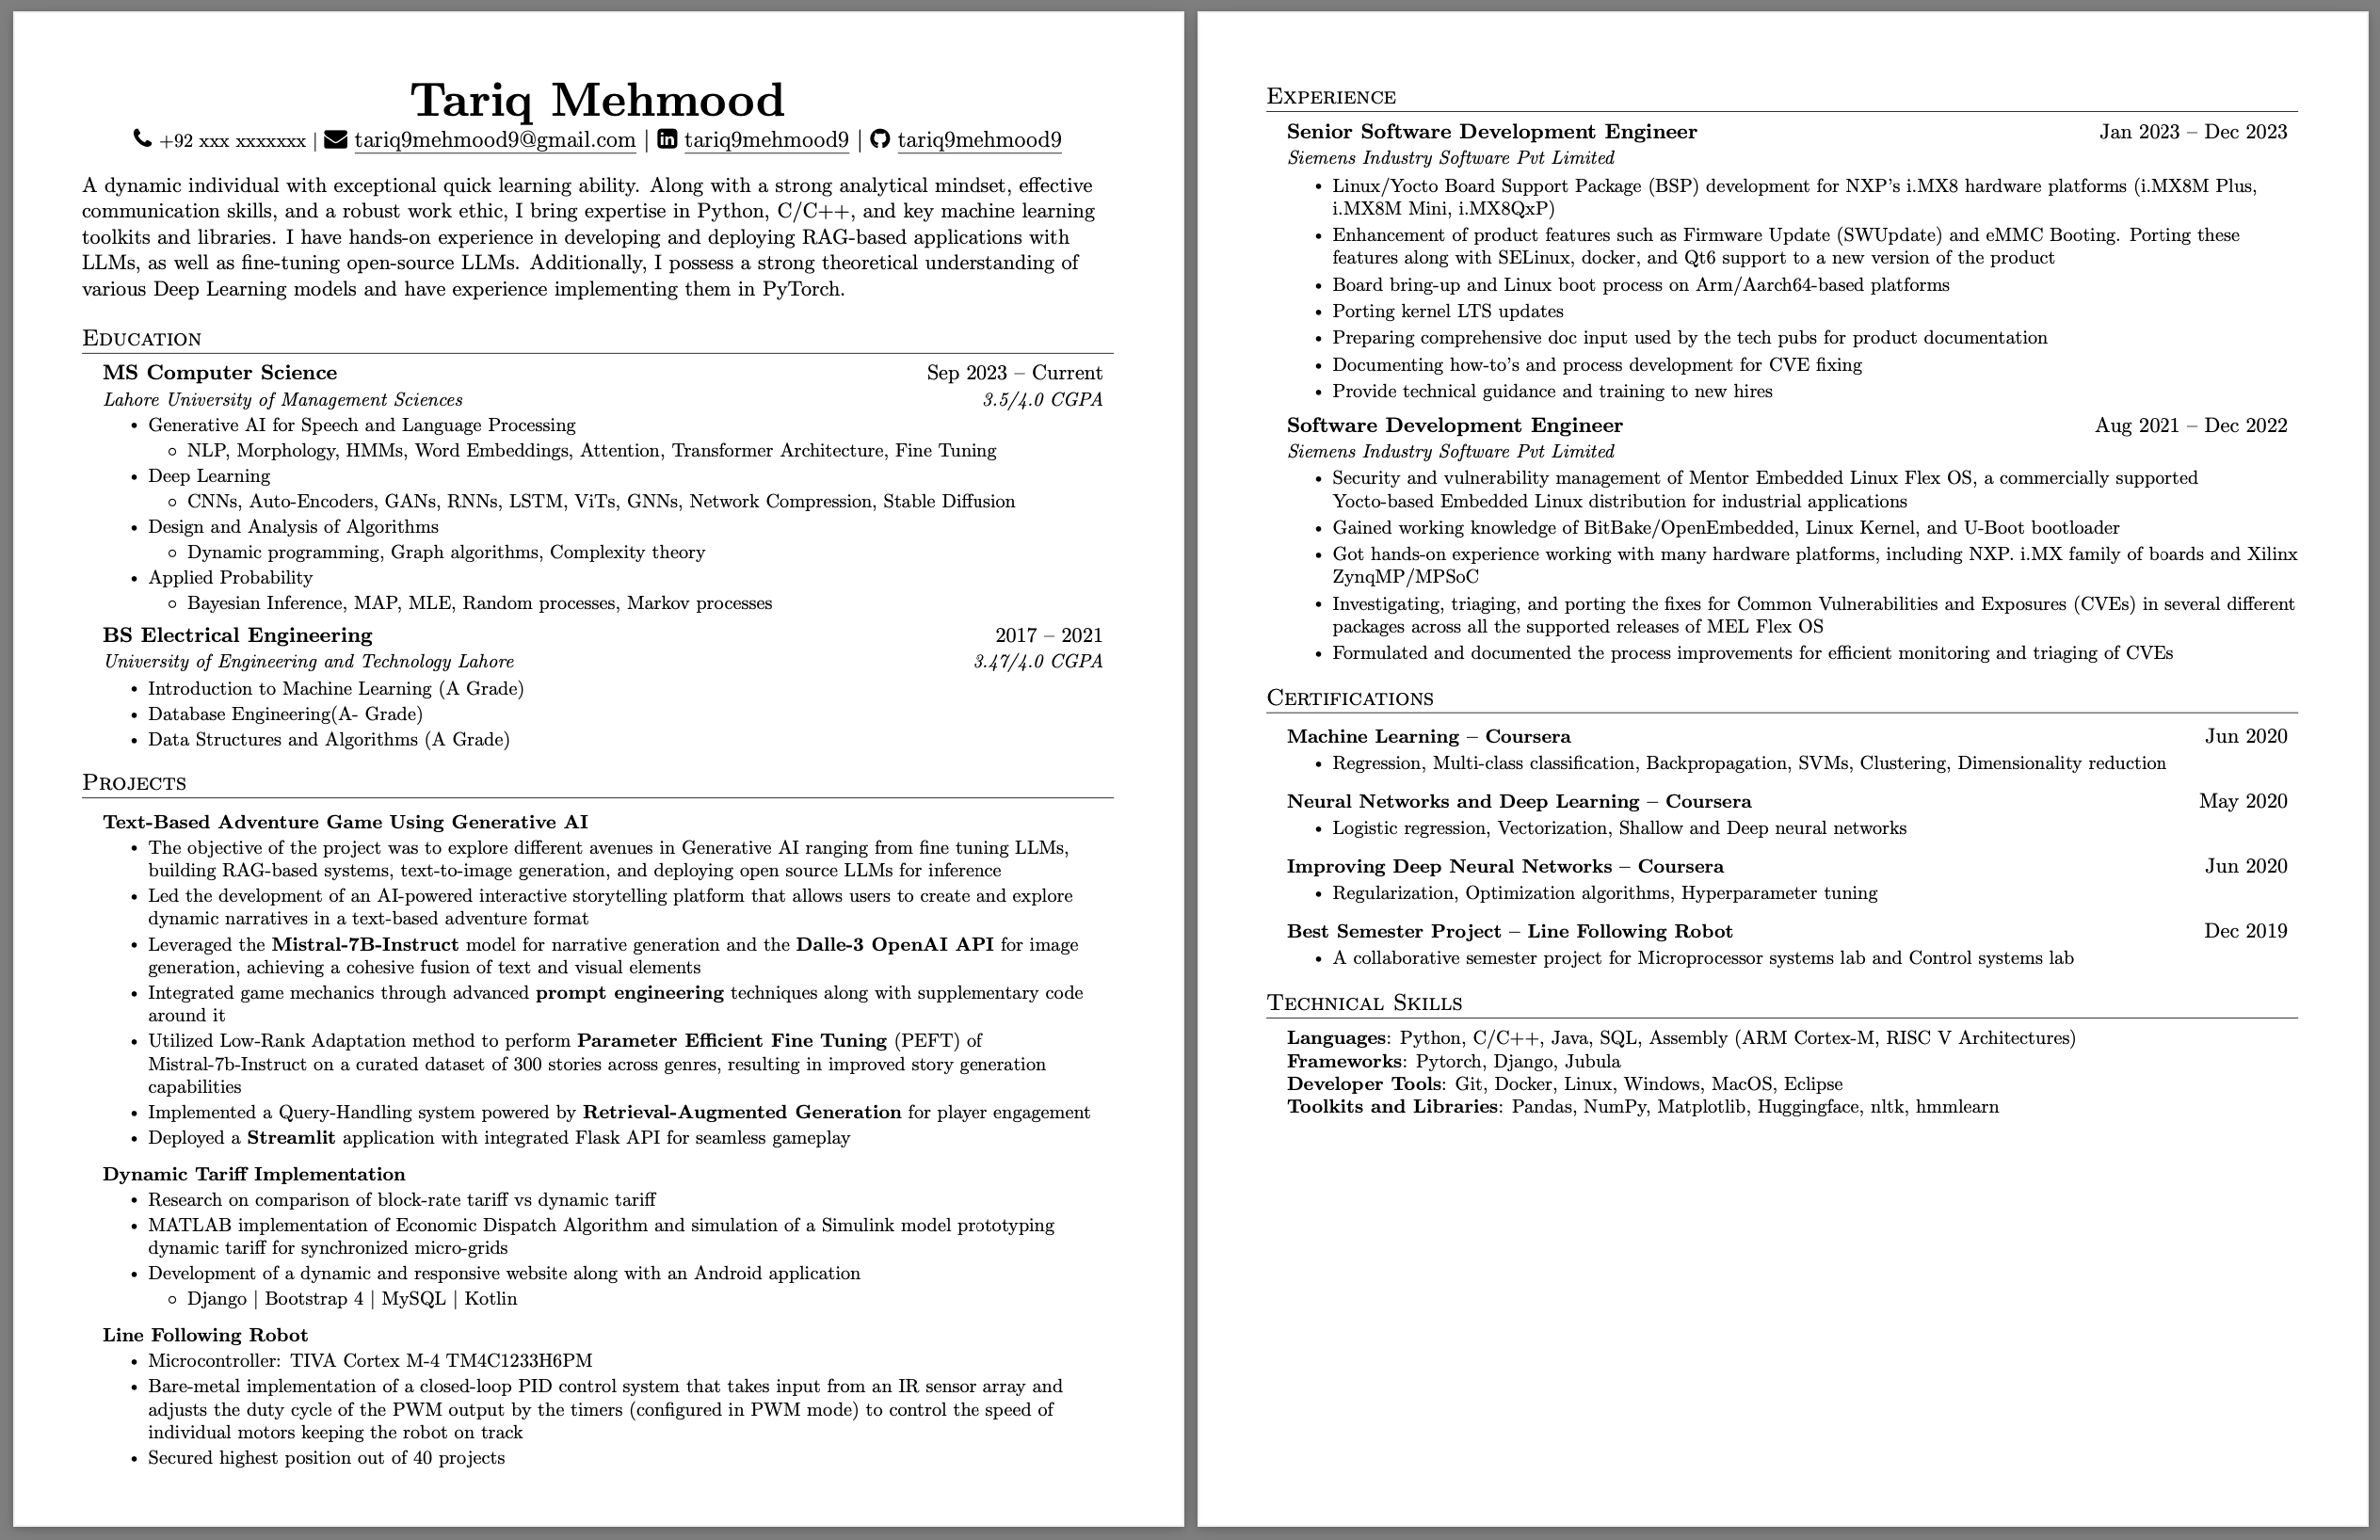 Tariq Mehmood
+92 xxx xxxxxxx | tariq9mehmood9@gmail.com | tariq9mehmood9 | tariq9mehmood9
A dynamic individual with exceptional quick learning ability. Along with a strong analytical mindset, effective
communication skills, and a robust work ethic, I bring expertise in Python, C/C++, and key machine learning
toolkits and libraries. I have hands-on experience in developing and deploying RAG-based applications with
LLMs, as well as fine-tuning open-source LLMs. Additionally, I possess a strong theoretical understanding of
various Deep Learning models and have experience implementing them in PyTorch.
Education
MS Computer Science Sep 2023 – Current
Lahore University of Management Sciences 3.5/4.0 CGPA
• Generative AI for Speech and Language Processing
◦ NLP, Morphology, HMMs, Word Embeddings, Attention, Transformer Architecture, Fine Tuning
• Deep Learning
◦ CNNs, Auto-Encoders, GANs, RNNs, LSTM, ViTs, GNNs, Network Compression, Stable Diffusion
• Design and Analysis of Algorithms
◦ Dynamic programming, Graph algorithms, Complexity theory
• Applied Probability
◦ Bayesian Inference, MAP, MLE, Random processes, Markov processes
BS Electrical Engineering 2017 – 2021
University of Engineering and Technology Lahore 3.47/4.0 CGPA
• Introduction to Machine Learning (A Grade)
• Database Engineering(A- Grade)
• Data Structures and Algorithms (A Grade)
Projects
Text-Based Adventure Game Using Generative AI
• The objective of the project was to explore different avenues in Generative AI ranging from fine tuning LLMs,
building RAG-based systems, text-to-image generation, and deploying open source LLMs for inference
• Led the development of an AI-powered interactive storytelling platform that allows users to create and explore
dynamic narratives in a text-based adventure format
• Leveraged the Mistral-7B-Instruct model for narrative generation and the Dalle-3 OpenAI API for image
generation, achieving a cohesive fusion of text and visual elements
• Integrated game mechanics through advanced prompt engineering techniques along with supplementary code
around it
• Utilized Low-Rank Adaptation method to perform Parameter Efficient Fine Tuning (PEFT) of
Mistral-7b-Instruct on a curated dataset of 300 stories across genres, resulting in improved story generation
capabilities
• Implemented a Query-Handling system powered by Retrieval-Augmented Generation for player engagement
• Deployed a Streamlit application with integrated Flask API for seamless gameplay
Dynamic Tariff Implementation
• Research on comparison of block-rate tariff vs dynamic tariff
• MATLAB implementation of Economic Dispatch Algorithm and simulation of a Simulink model prototyping
dynamic tariff for synchronized micro-grids
• Development of a dynamic and responsive website along with an Android application
◦ Django | Bootstrap 4 | MySQL | Kotlin
Line Following Robot
• Microcontroller: TIVA Cortex M-4 TM4C1233H6PM
• Bare-metal implementation of a closed-loop PID control system that takes input from an IR sensor array and
adjusts the duty cycle of the PWM output by the timers (configured in PWM mode) to control the speed of
individual motors keeping the robot on track
• Secured highest position out of 40 projects
Experience
Senior Software Development Engineer Jan 2023 – Dec 2023
Siemens Industry Software Pvt Limited
• Linux/Yocto Board Support Package (BSP) development for NXP's i.MX8 hardware platforms (i.MX8M Plus,
i.MX8M Mini, i.MX8QxP)
• Enhancement of product features such as Firmware Update (SWUpdate) and eMMC Booting. Porting these
features along with SELinux, docker, and Qt6 support to a new version of the product
• Board bring-up and Linux boot process on Arm/Aarch64-based platforms
• Porting kernel LTS updates
• Preparing comprehensive doc input used by the tech pubs for product documentation
• Documenting how-to's and process development for CVE fixing
• Provide technical guidance and training to new hires
Software Development Engineer Aug 2021 – Dec 2022
Siemens Industry Software Pvt Limited
• Security and vulnerability management of Mentor Embedded Linux Flex OS, a commercially supported
Yocto-based Embedded Linux distribution for industrial applications
• Gained working knowledge of BitBake/OpenEmbedded, Linux Kernel, and U-Boot bootloader
• Got hands-on experience working with many hardware platforms, including NXP. i.MX family of boards and Xilinx
ZynqMP/MPSoC
• Investigating, triaging, and porting the fixes for Common Vulnerabilities and Exposures (CVEs) in several different
packages across all the supported releases of MEL Flex OS
• Formulated and documented the process improvements for efficient monitoring and triaging of CVEs
Certifications
Machine Learning – Coursera Jun 2020
• Regression, Multi-class classification, Backpropagation, SVMs, Clustering, Dimensionality reduction
Neural Networks and Deep Learning – Coursera May 2020
• Logistic regression, Vectorization, Shallow and Deep neural networks
Improving Deep Neural Networks – Coursera Jun 2020
• Regularization, Optimization algorithms, Hyperparameter tuning
Best Semester Project – Line Following Robot Dec 2019
• A collaborative semester project for Microprocessor systems lab and Control systems lab
Technical Skills
Languages: Python, C/C++, Java, SQL, Assembly (ARM Cortex-M, RISC V Architectures)
Frameworks: Pytorch, Django, Jubula
Developer Tools: Git, Docker, Linux, Windows, MacOS, Eclipse
Toolkits and Libraries: Pandas, NumPy, Matplotlib, Huggingface, nltk, hmmlearn